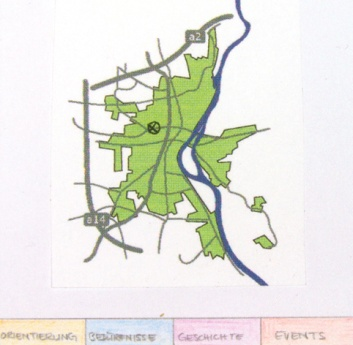 a2
a14
ORIENTIERUNG
BEDÜRFNISSE
GESCHICHTE
EVENTS